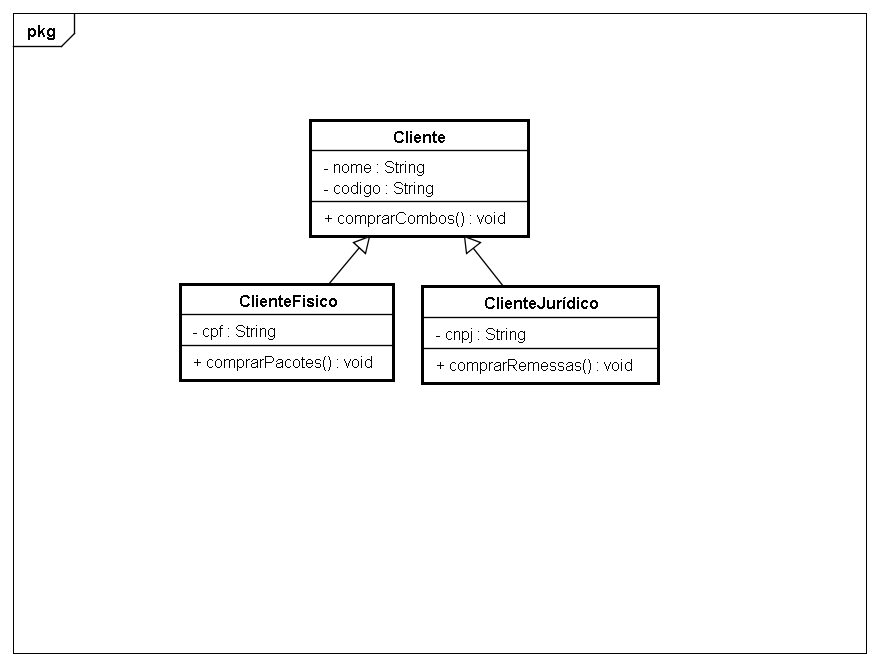 pkg
Cliente
- nome : String
- codigo : String
+ comprarCombos() : void
ClienteFisico
- cpf : String
+ comprarPacotes() : void
ClienteJurídico
- cnpj : String
+ comprarRemessas() : void